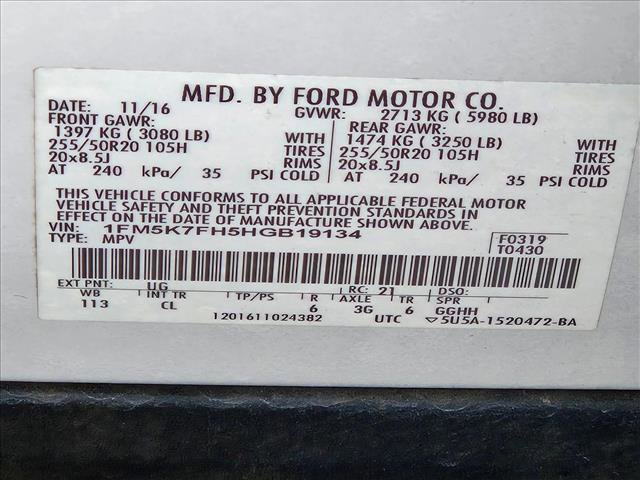 MFD. BY FORD MOTOR CO.
DATE: 11/16 GVWR: 2713 KG ( 5980 LB)
FRONT GAWR: REAR GAWR:
1397 KG ( 3080 LB) WITH 1474 KG ( 3250 LB) WITH
255/50R20 105H TIRES 255/50R20 105H TIRES
20x8.5J RIMS 20x8.5J RIMS
AT 240 kPa/ 35 PSI COLD AT 240 kPa/ 35 PSI COLD
THIS VEHICLE CONFORMS TO ALL APPLICABLE FEDERAL MOTOR
VEHICLE SAFETY AND THEFT PREVENTION STANDARDS IN
EFFECT ON THE DATE OF MANUFACTURE SHOWN ABOVE.
VIN: 1FM5K7FH5HGB19134 F0319
TYPE: MPV T0430
EXT PNT: UG RC: 21 DSO:
WB INT TR TP/PS R AXLE TR SPR
113 CL 6 3G 6 GGHH
1201611024382 UTC ▽5U5A-1520472-BA